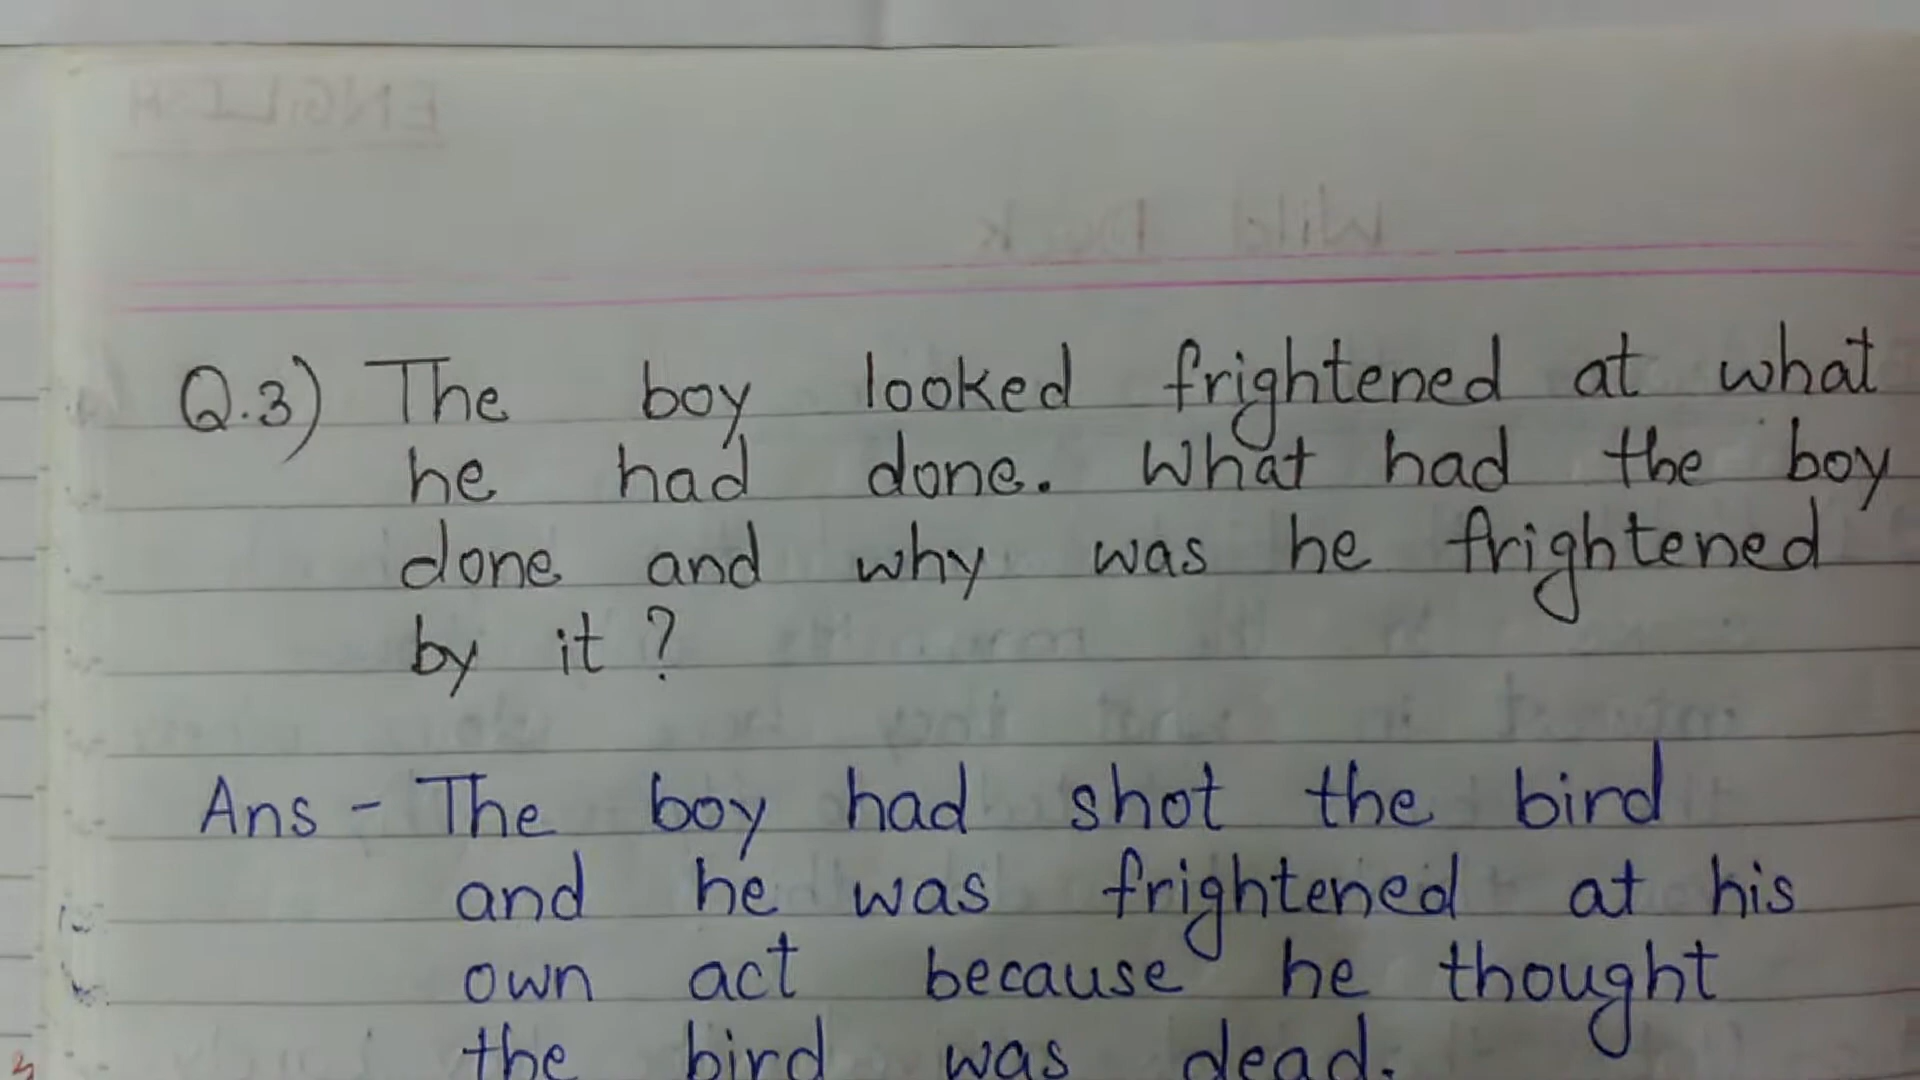 Q.3) The boy looked frightened at what
he had done. What had the boy
done and why was he frightened
by it?
Ans - The boy had shot the bird
and he was frightened at his
own act because he thought
the bird was dead.